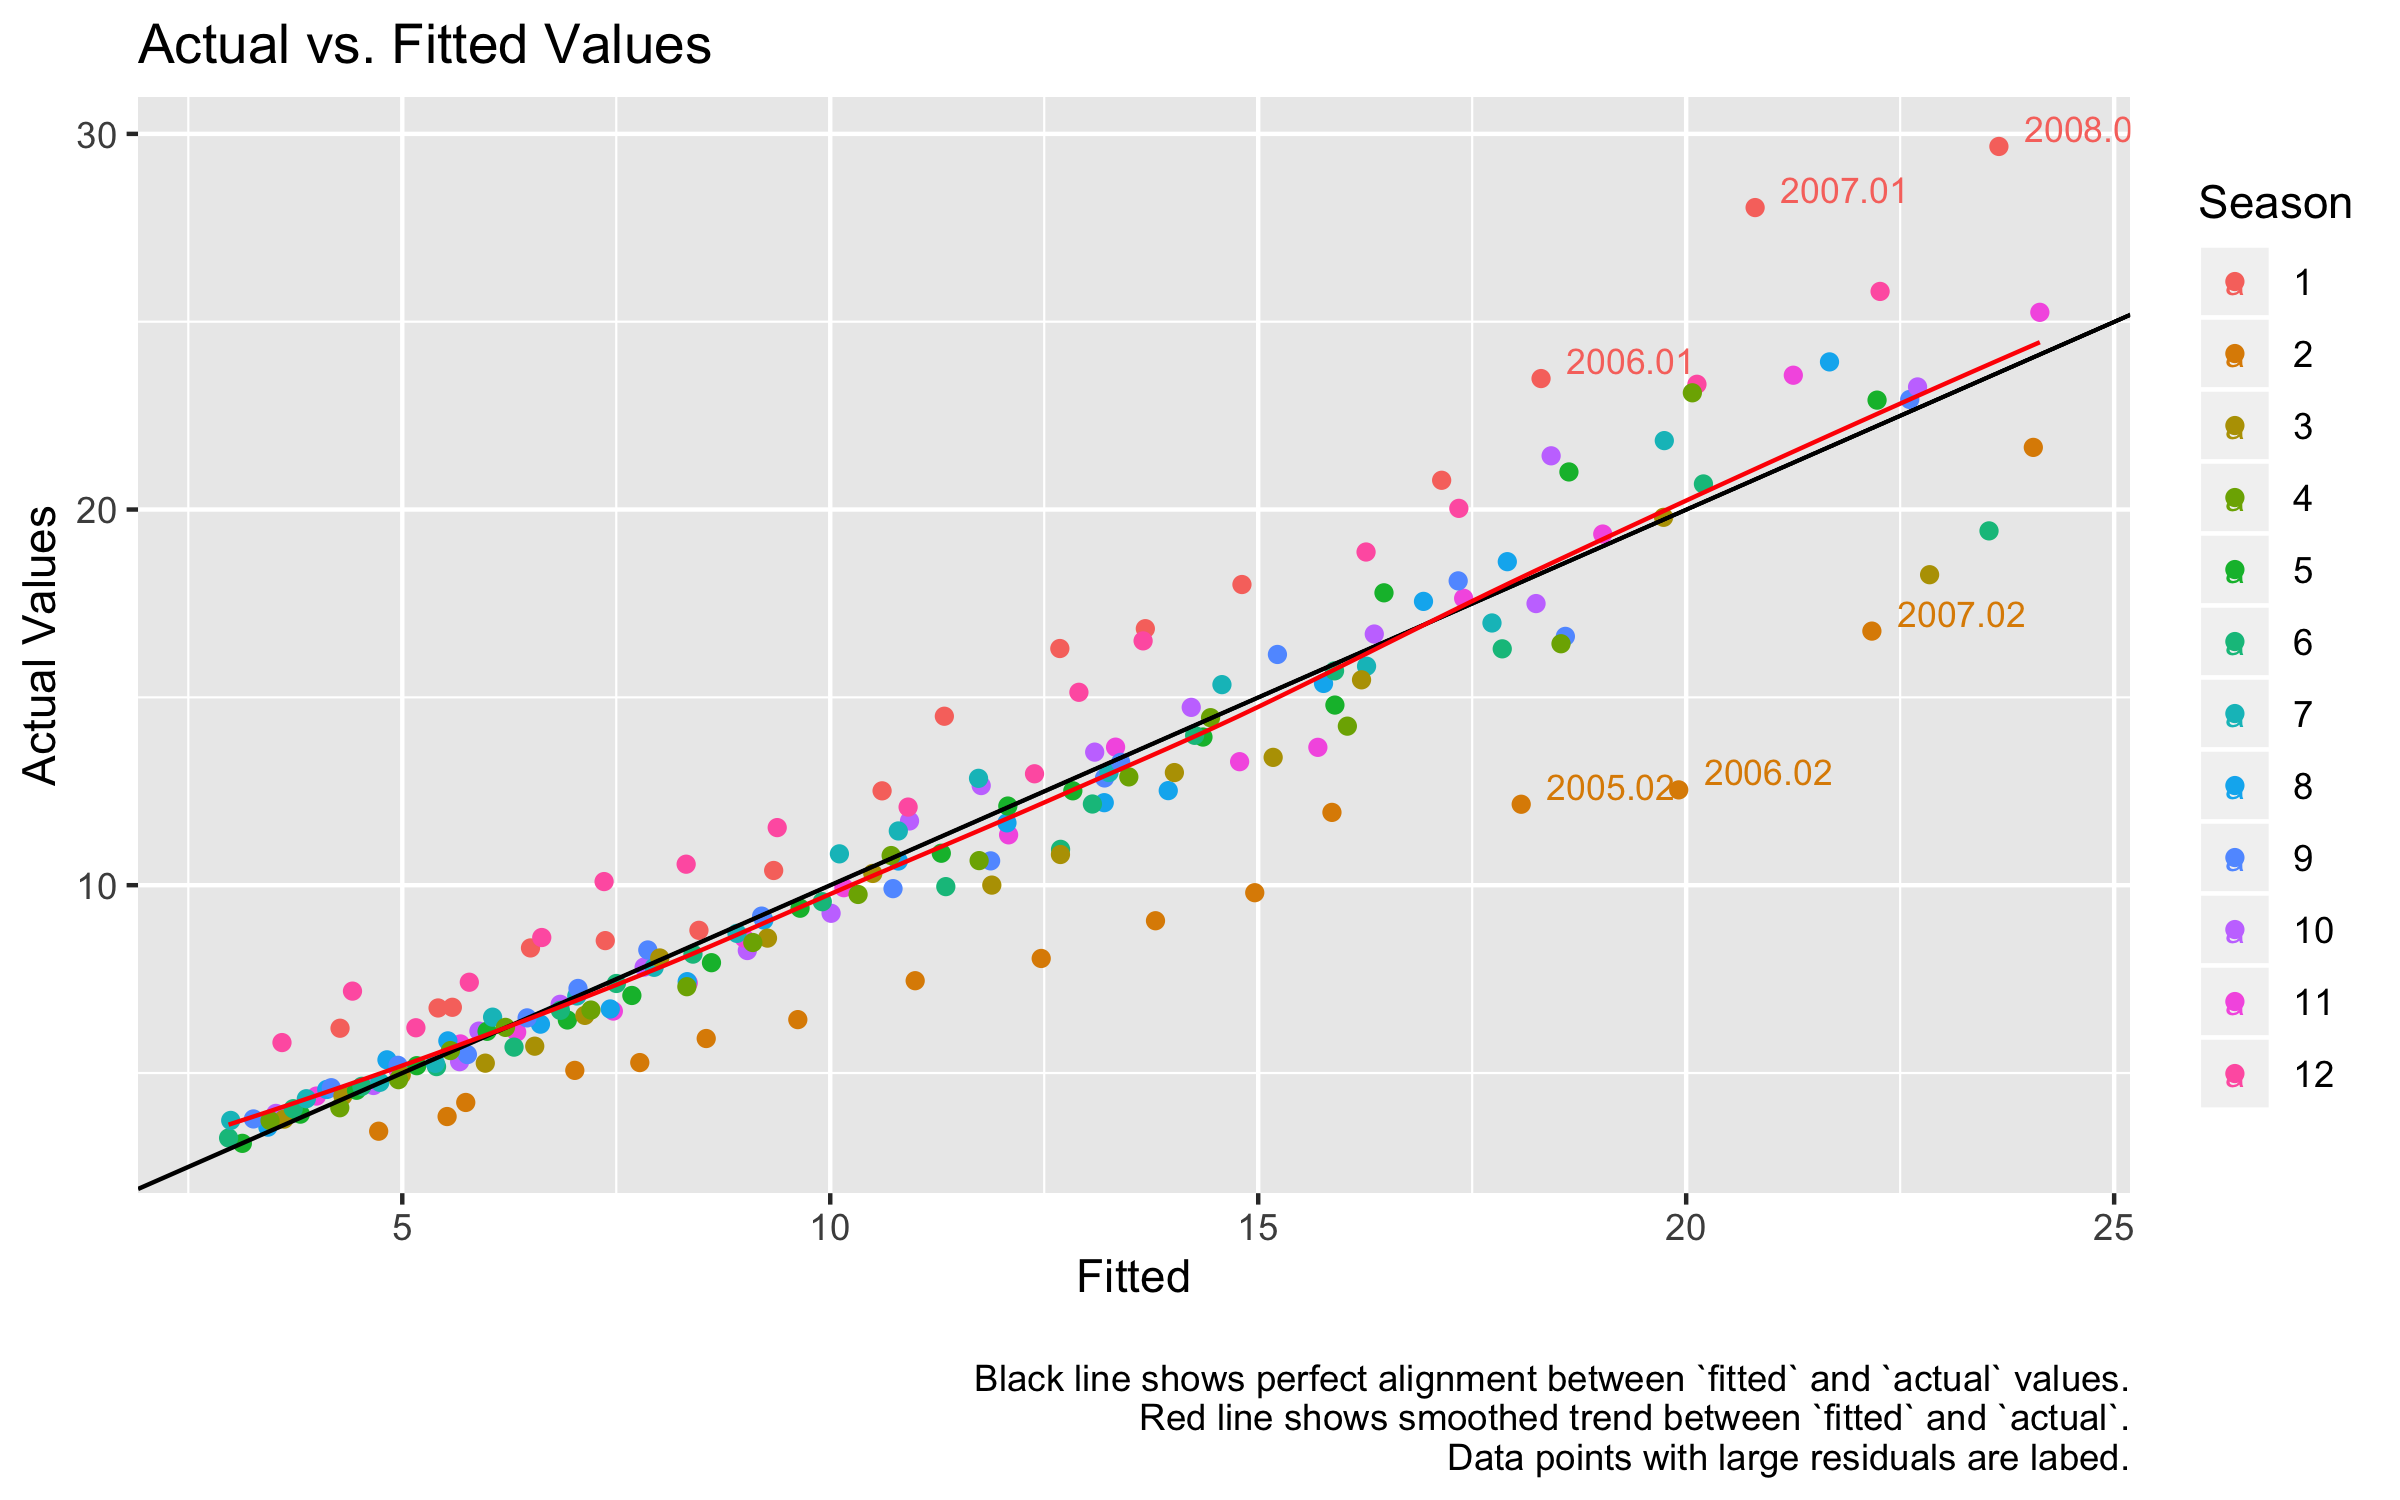 Actual vs. Fitted Values
30
20
10
Actual Values
2008.0
2007.01
2006.01
2007.02
2005.02
2006.02
5
10
15
20
25
Fitted
Season
a 1
a 2
a 3
a 4
a 5
a 6
a 7
a 8
a 9
a 10
a 11
a 12
Black line shows perfect alignment between `fitted` and `actual` values.
Red line shows smoothed trend between `fitted` and `actual`.
Data points with large residuals are labed.